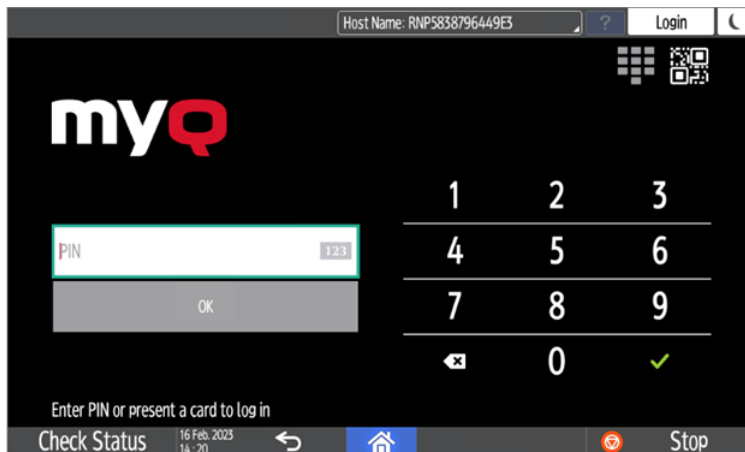 Host Name: RNP5838796449E3 ? Login
myQ
1 2 3
PIN 123
4 5 6
OK
7 8 9
0
Enter PIN or present a card to log in
Check Status 16 Feb. 2023 Stop
14:20